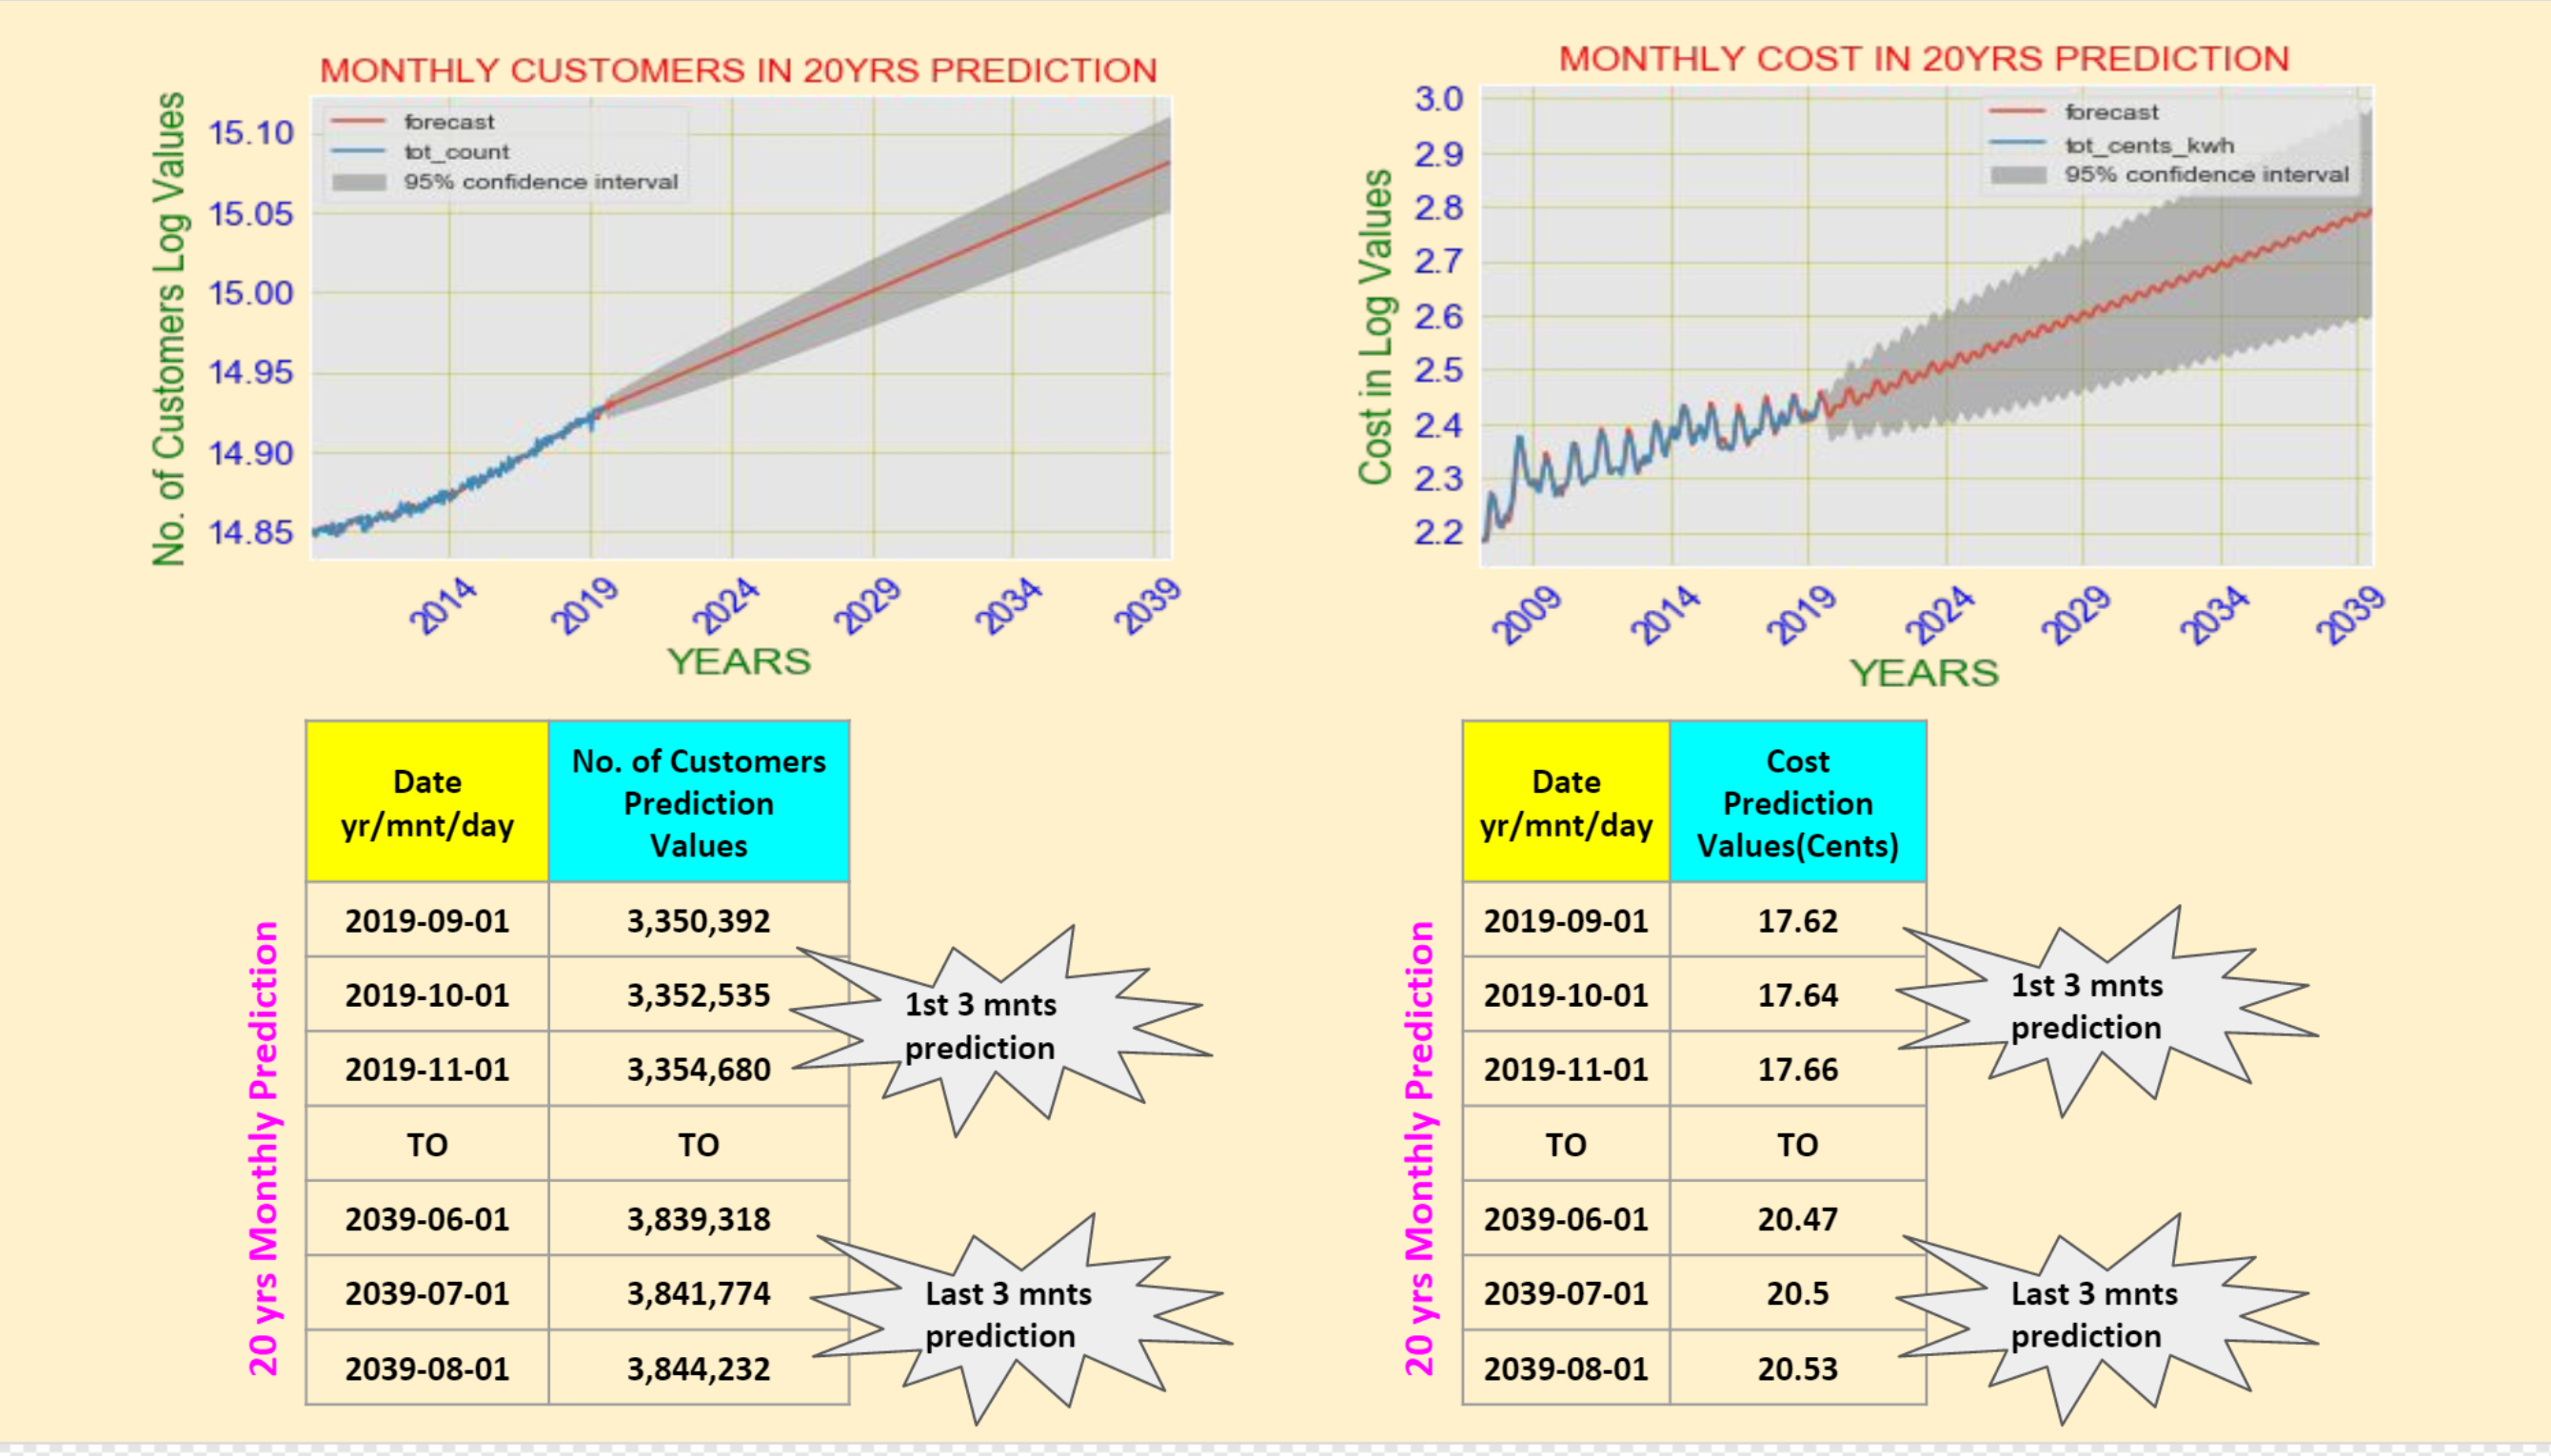 MONTHLY CUSTOMERS IN 20YRS PREDICTION
No. of Customers Log Values
15.10
15.05
15.00
14.95
14.90
14.85
forecast
tot_count
95% confidence interval
2014
2019
2024
2029
2034
2039
YEARS
MONTHLY COST IN 20YRS PREDICTION
Cost in Log Values
3.0
2.9
2.8
2.7
2.6
2.5
2.4
2.3
2.2
forecast
tot_cents_kwh
95% confidence interval
2009
2014
2019
2024
2029
2034
2039
YEARS
20 yrs Monthly Prediction
Date
yr/mnt/day
No. of Customers
Prediction
Values
2019-09-01 3,350,392
2019-10-01 3,352,535
2019-11-01 3,354,680
TO TO
2039-06-01 3,839,318
2039-07-01 3,841,774
2039-08-01 3,844,232
1st 3 mnts
prediction
Last 3 mnts
prediction
20 yrs Monthly Prediction
Date
yr/mnt/day
Cost
Prediction
Values(Cents)
2019-09-01 17.62
2019-10-01 17.64
2019-11-01 17.66
TO TO
2039-06-01 20.47
2039-07-01 20.5
2039-08-01 20.53
1st 3 mnts
prediction
Last 3 mnts
prediction